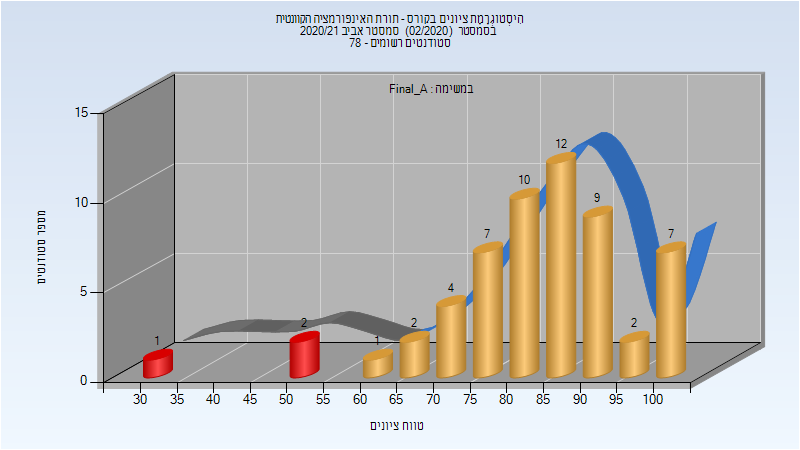 היסטוגרמת ציונים בקורס - תורת האינפורמציה הקוונטית
בסמסטר (02/2020) סמסטר אביב 2020/21
סטודנטים רשומים - 78
במשימה : Final_A
מספר סטודנטים
15
10
5
0
1
2
1
2
4
7
10
12
9
2
7
30 35 40 45 50 55 60 65 70 75 80 85 90 95 100
טווח ציונים